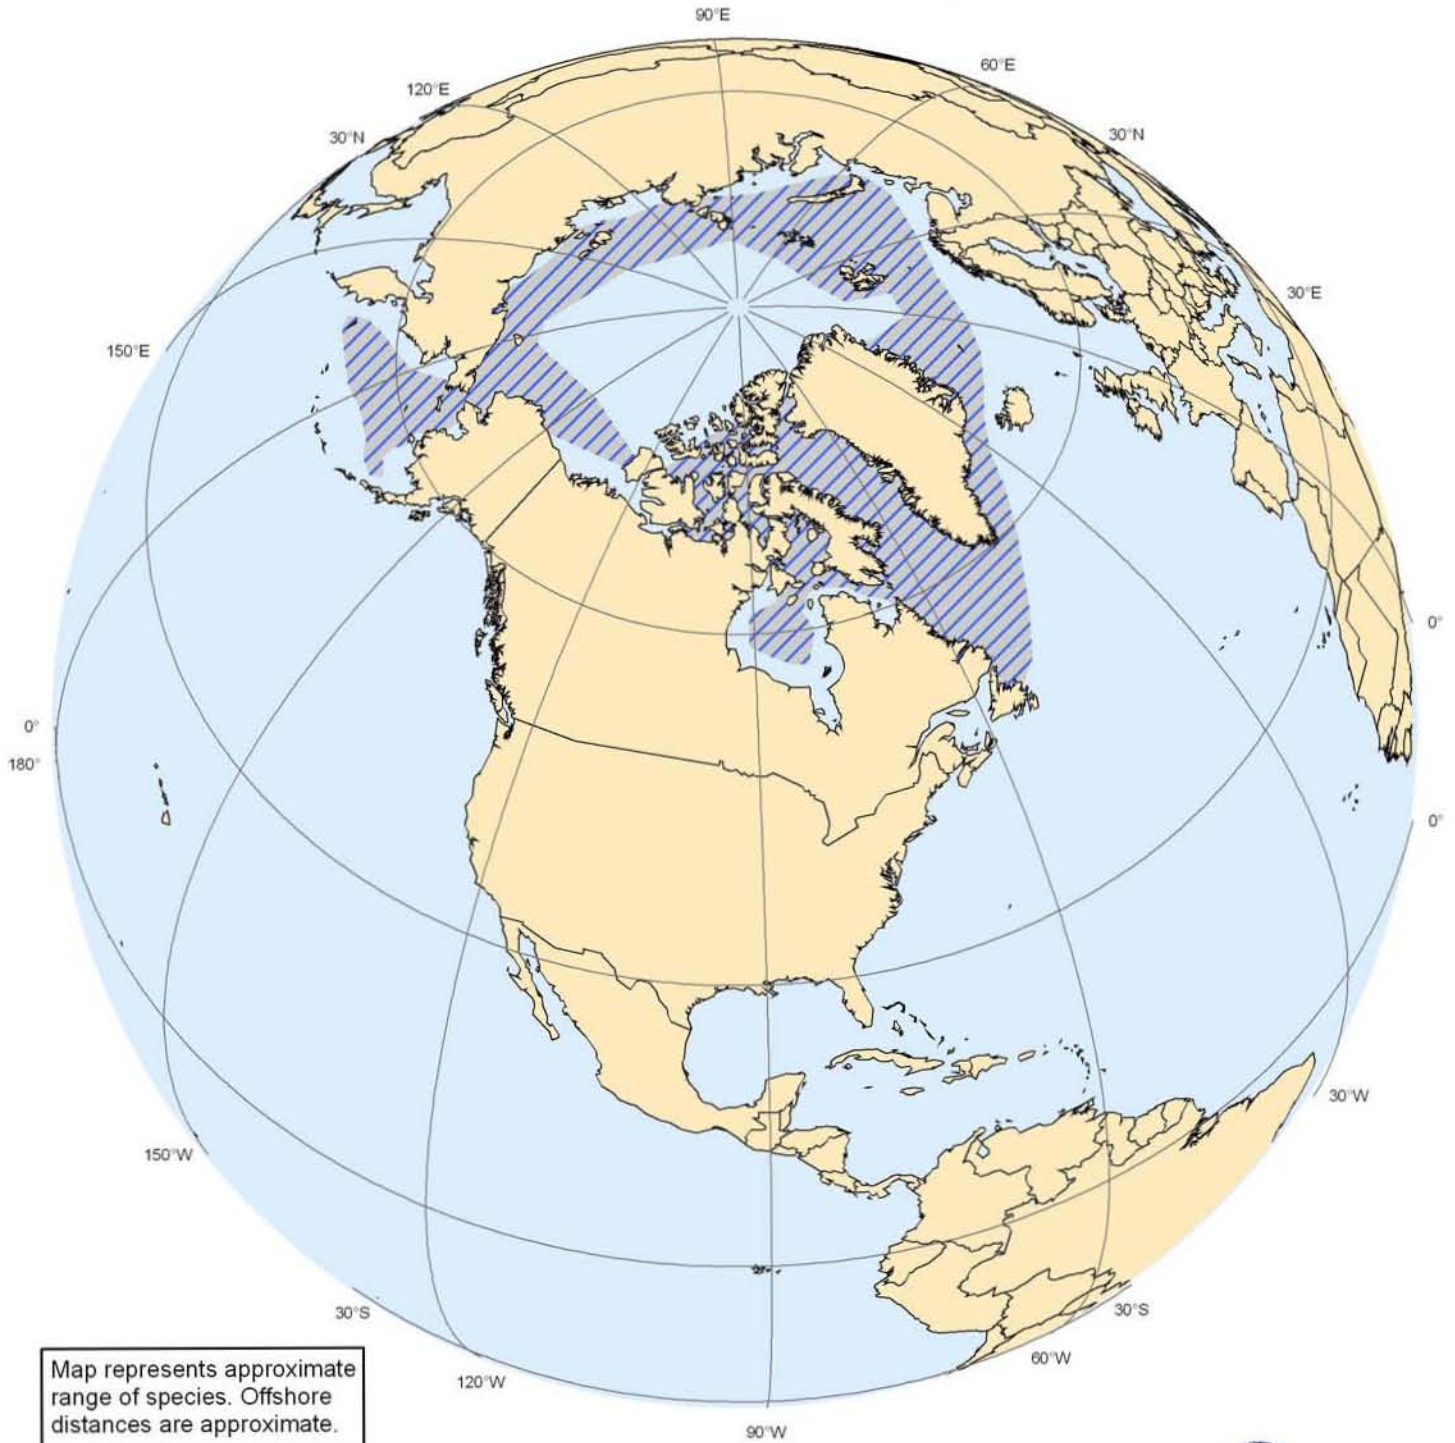 90°E
60°E
120°E
30°N
30°N
30°E
150°E
0°
0°
180°
0°
30°W
150°W
30°S
30°S
60°W
120°W
90°W
Map represents approximate
range of species. Offshore
distances are approximate.